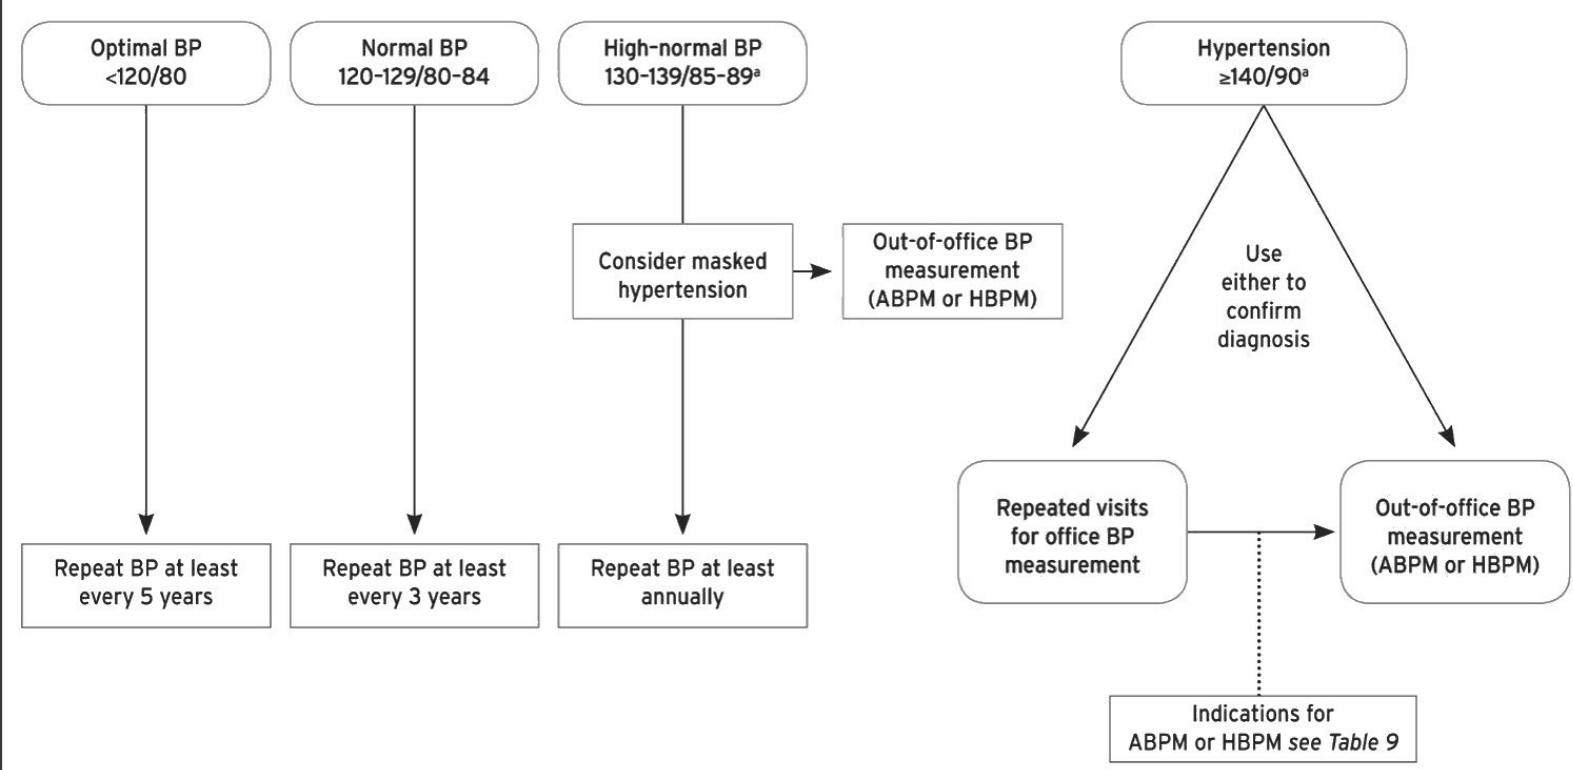 Optimal BP
<120/80
Normal BP
120-129/80-84
High-normal BP
130-139/85-89ᵃ
Hypertension
≥140/90ᵃ
Consider masked
hypertension
Out-of-office BP
measurement
(ABPM or HBPM)
Use
either to
confirm
diagnosis
Repeat BP at least
every 5 years
Repeat BP at least
every 3 years
Repeat BP at least
annually
Repeated visits
for office BP
measurement
Out-of-office BP
measurement
(ABPM or HBPM)
Indications for
ABPM or HBPM see Table 9